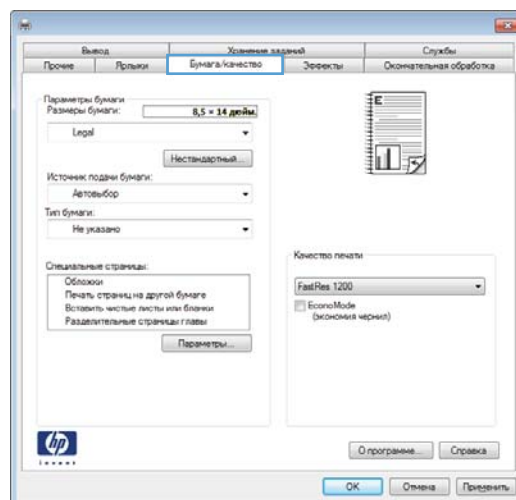 Вывод Хранение заданий Службы
Прочие Ярлыки Бумага/качество Эффекты Окончательная обработка
Параметры бумаги
Размеры бумаги: 8,5 × 14 дюйм.
Legal
Нестандартный...
Источник подачи бумаги:
Автовыбор
Тип бумаги:
Не указано
Специальные страницы:
Обложки
Печать страниц на другой бумаге
Вставить чистые листы или бланки
Разделительные страницы главы
Параметры...
E
Качество печати
FastRes 1200
EconoMode
(экономия чернил)
hp
invent
О программе... Справка
OK Отмена Применить